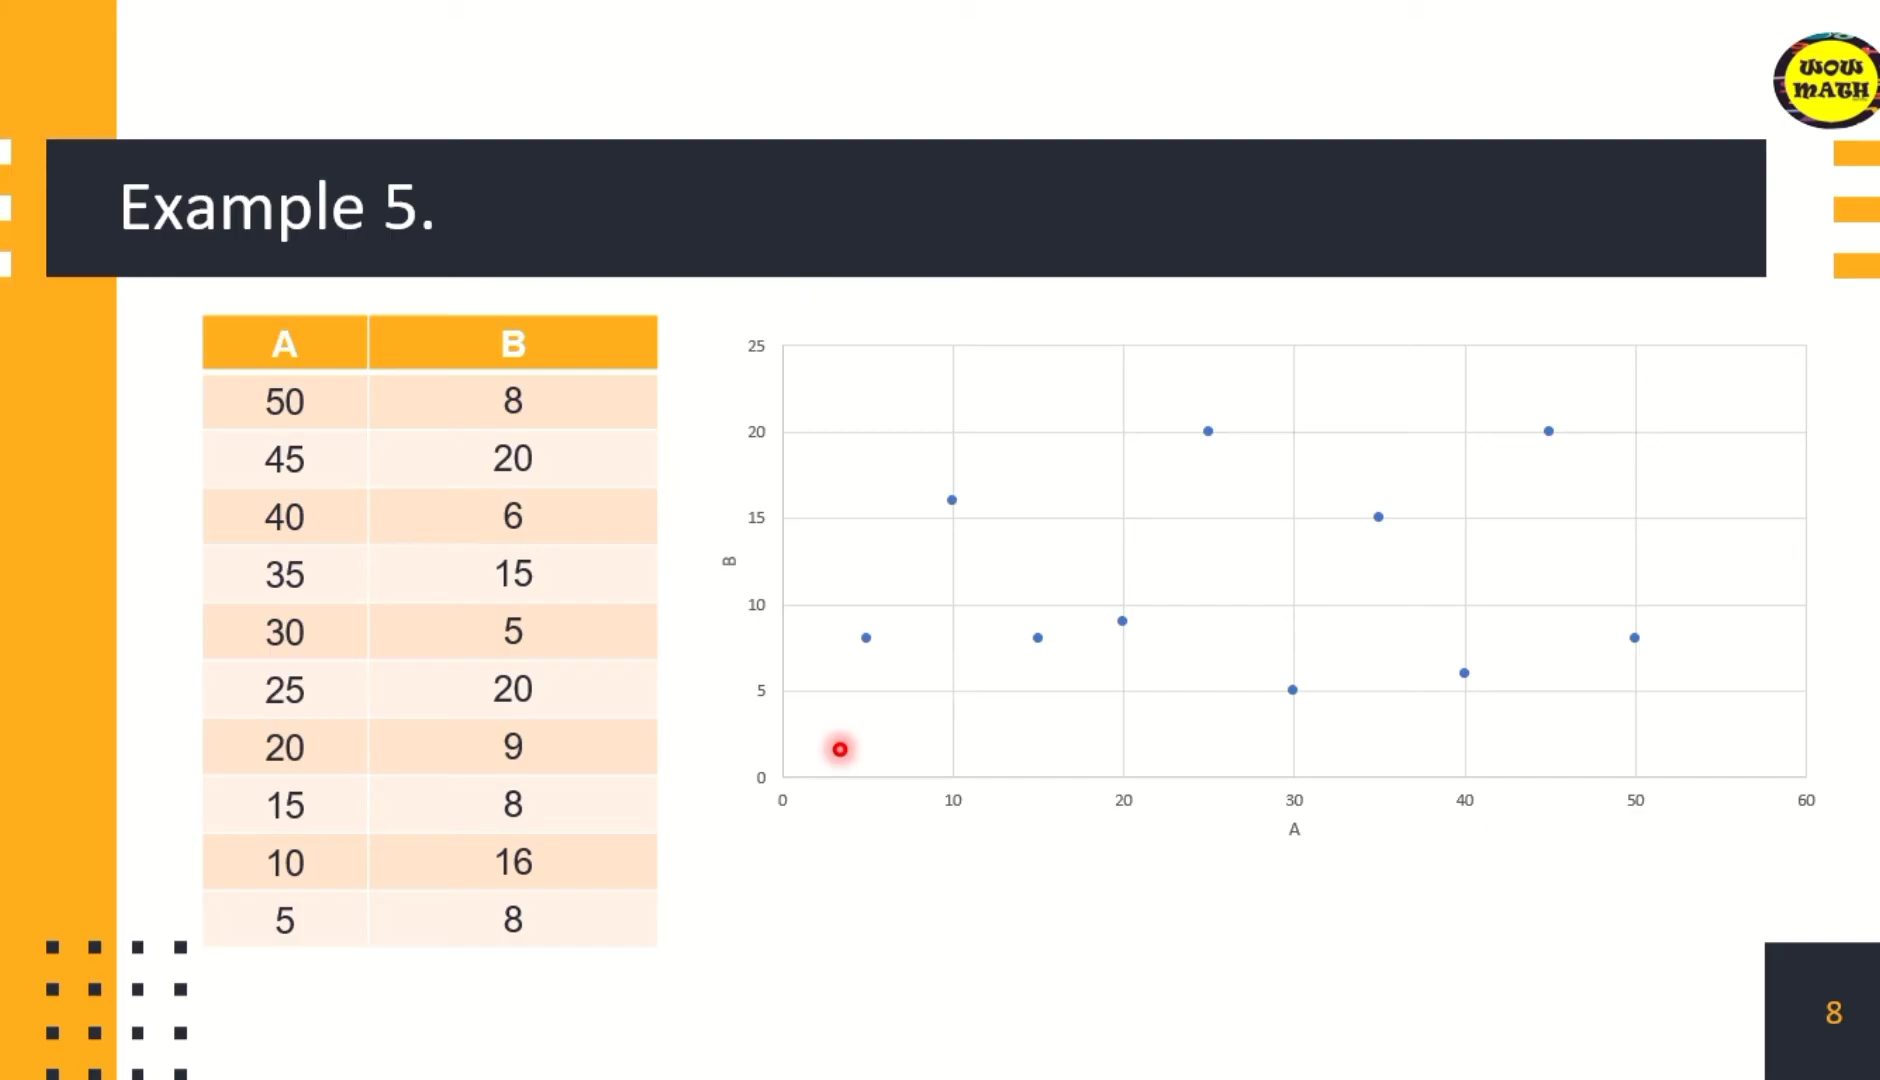 WOW
MATH
Example 5.
A B
50 8
45 20
40 6
35 15
30 5
25 20
20 9
15 8
10 16
5 8
25
20
15
10
5
0
B
0 10 20 30 40 50 60
A
8